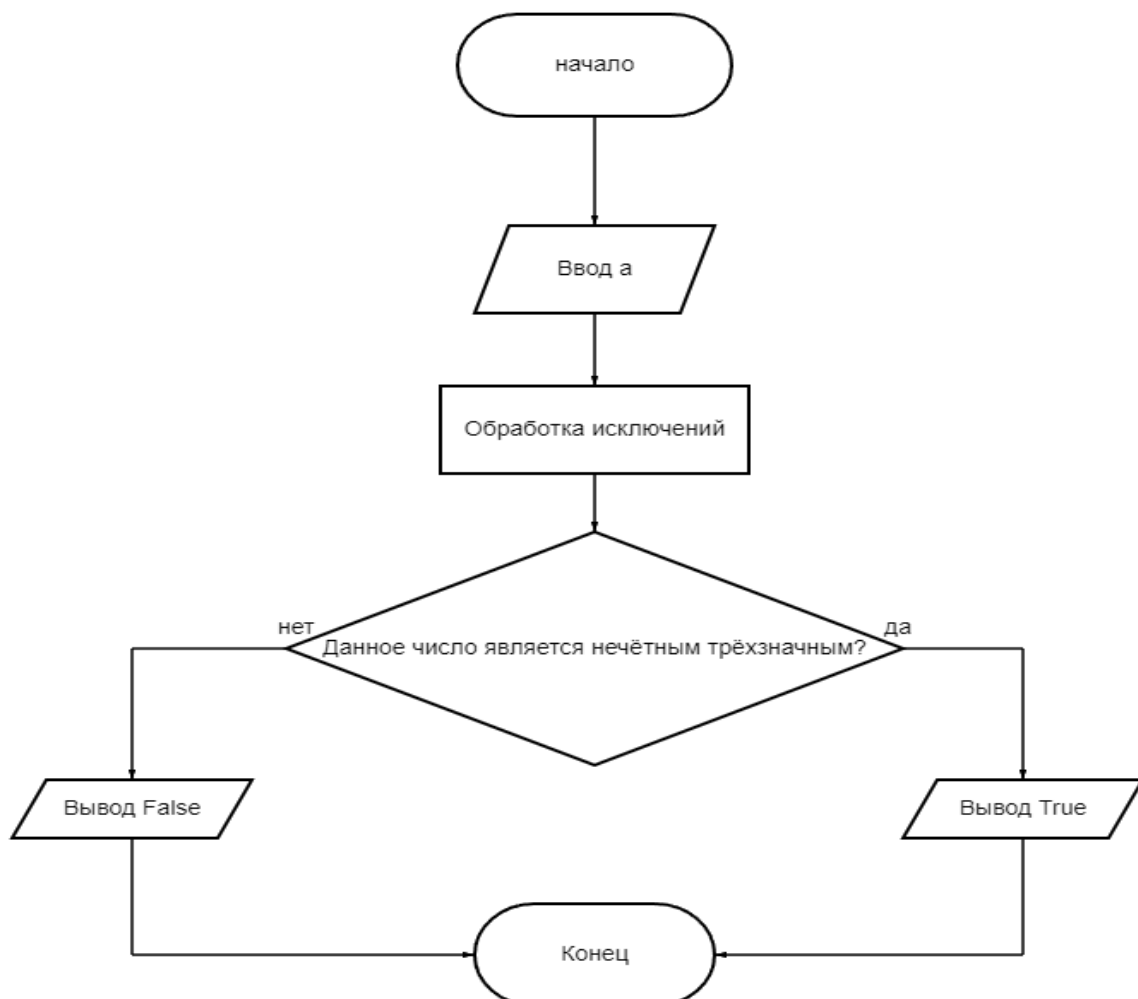 начало
Ввод a
Обработка исключений
нет
да
Данное число является нечётным трёхзначным?
Вывод False
Вывод True
Конец